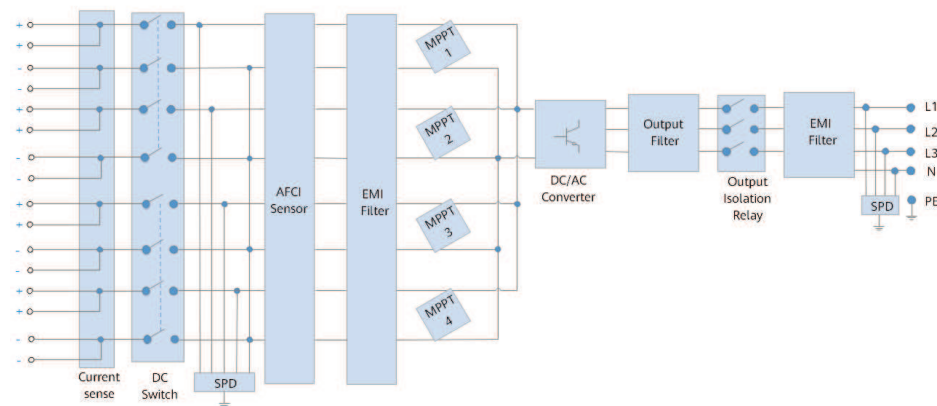 +
+
-
-
+
+
-
-
+
+
-
-
+
+
-
-
Current
sense
DC
Switch
SPD
AFCI
Sensor
EMI
Filter
MPPT
1
MPPT
2
MPPT
3
MPPT
4
DC/AC
Converter
Output
Filter
Output
Isolation
Relay
EMI
Filter
SPD
L1
L2
L3
N
PE